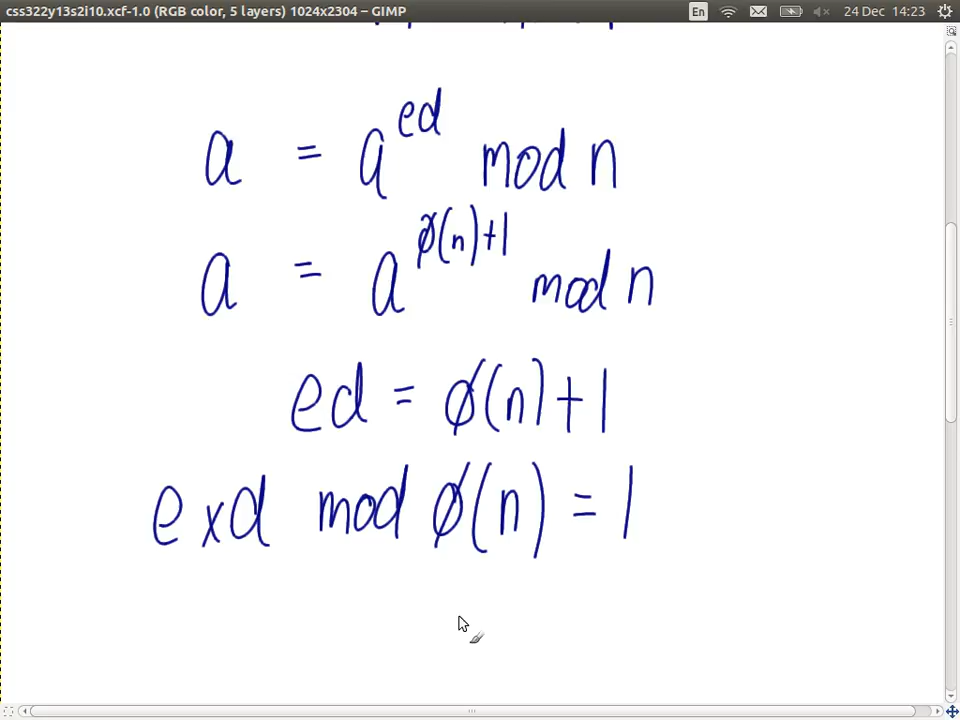 css322y13s2i10.xcf-1.0 (RGB color, 5 layers) 1024x2304 – GIMP En 24 Dec 14:23
a = a^ed mod n
a = a^ϕ(n)+1 mod n
ed = ϕ(n)+1
e x d mod ϕ(n) = 1